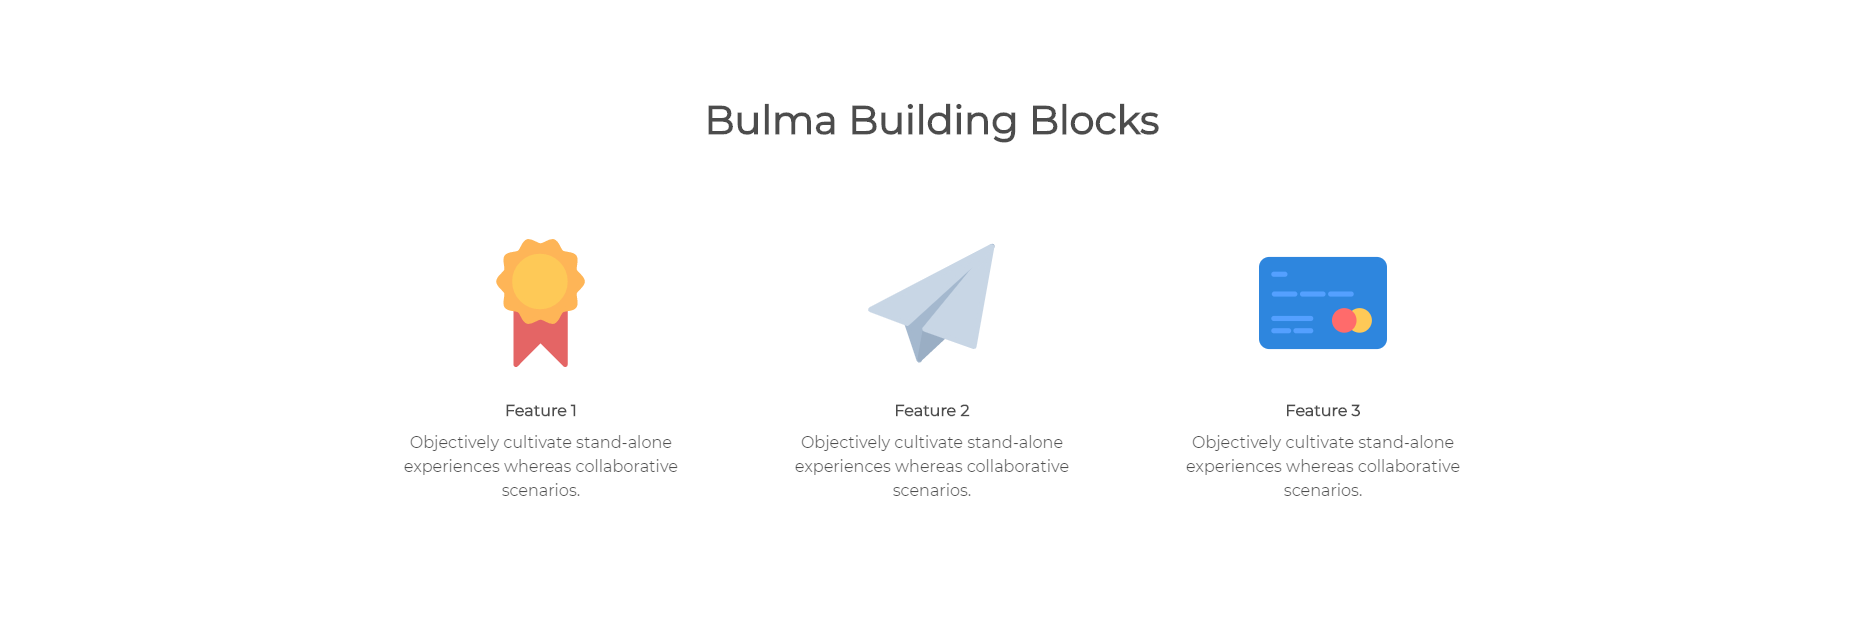 Bulma Building Blocks
Feature 1
Objectively cultivate stand-alone
experiences whereas collaborative
scenarios.
Feature 2
Objectively cultivate stand-alone
experiences whereas collaborative
scenarios.
Feature 3
Objectively cultivate stand-alone
experiences whereas collaborative
scenarios.